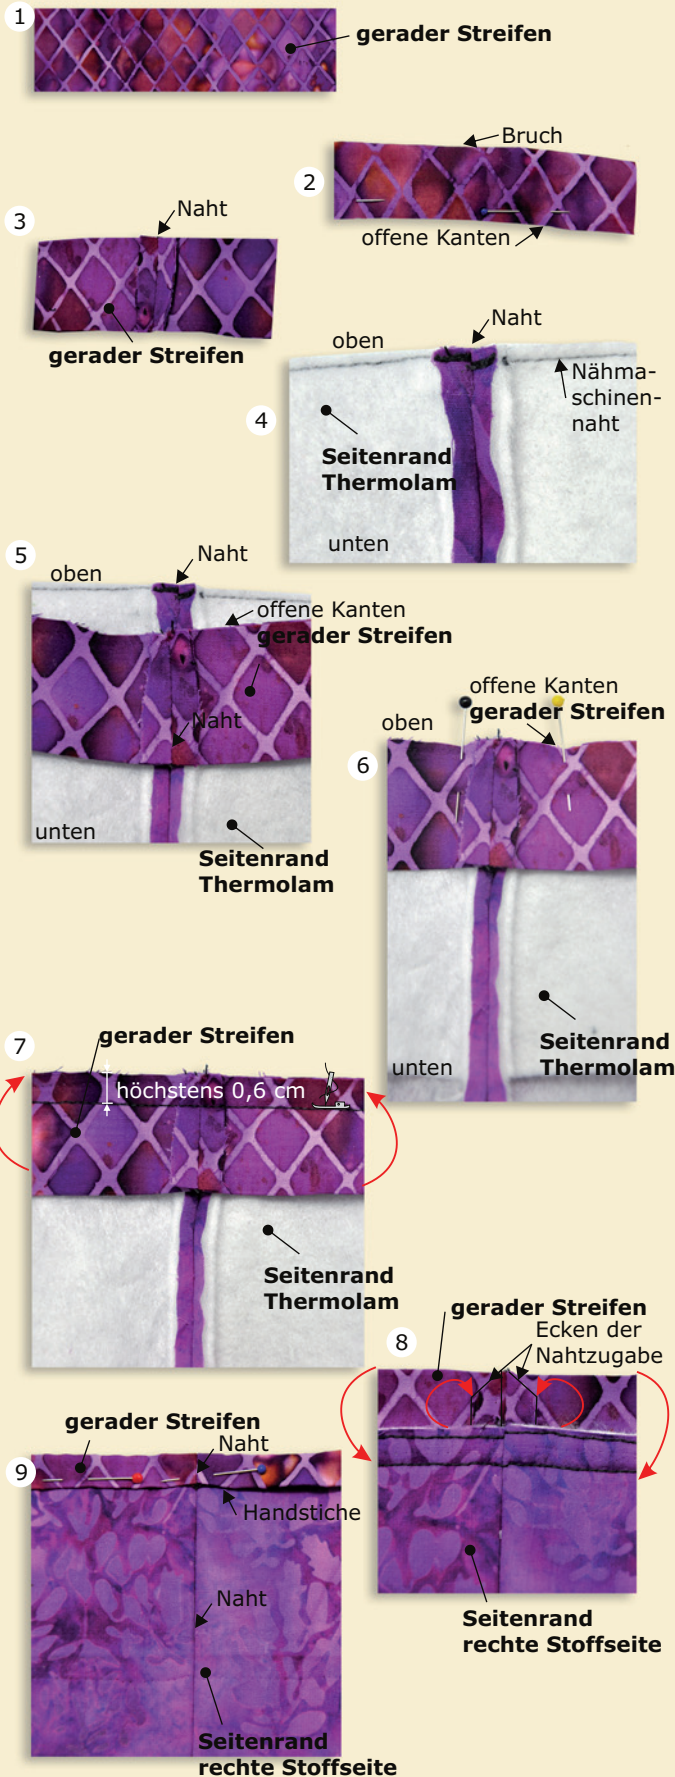 1
gerader Streifen
2
Bruch
offene Kanten
3
Naht
gerader Streifen
4
oben
Naht
Nähma-
schinen-
naht
Seitenrand
Thermolam
unten
5
oben
Naht
offene Kanten
gerader Streifen
Naht
unten
Seitenrand
Thermolam
6
oben
offene Kanten
gerader Streifen
Seitenrand
Thermolam
unten
7
gerader Streifen
höchstens 0,6 cm
Seitenrand
Thermolam
8
gerader Streifen
Ecken der
Nahtzugabe
Seitenrand
rechte Stoffseite
9
gerader Streifen
Naht
Handstiche
Naht
Seitenrand
rechte Stoffseite